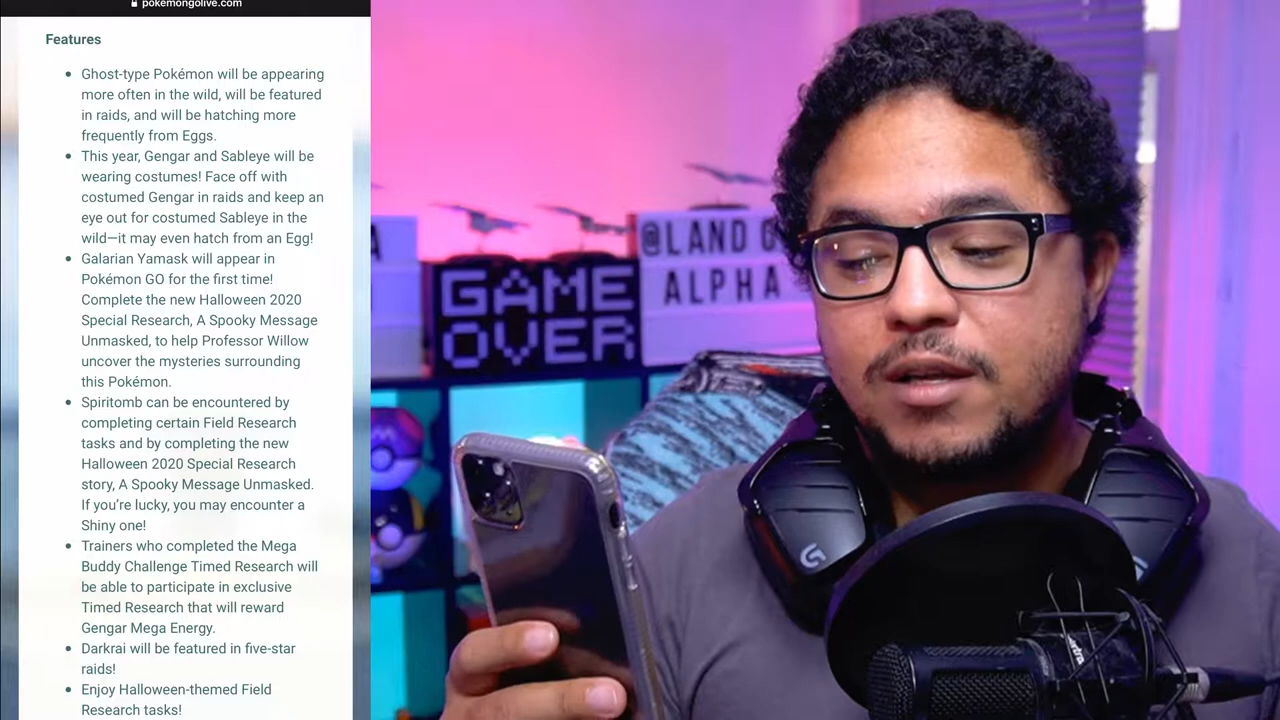 pokemongolive.com
Features
Ghost-type Pokémon will be appearing
more often in the wild, will be featured
in raids, and will be hatching more
frequently from Eggs.
This year, Gengar and Sableye will be
wearing costumes! Face off with
costumed Gengar in raids and keep an
eye out for costumed Sableye in the
wild—it may even hatch from an Egg!
Galarian Yamask will appear in
Pokémon GO for the first time!
Complete the new Halloween 2020
Special Research, A Spooky Message
Unmasked, to help Professor Willow
uncover the mysteries surrounding
this Pokémon.
Spiritomb can be encountered by
completing certain Field Research
tasks and by completing the new
Halloween 2020 Special Research
story, A Spooky Message Unmasked.
If you’re lucky, you may encounter a
Shiny one!
Trainers who completed the Mega
Buddy Challenge Timed Research will
be able to participate in exclusive
Timed Research that will reward
Gengar Mega Energy.
Darkrai will be featured in five-star
raids!
Enjoy Halloween-themed Field
Research tasks!
GAME
OVER
@LAND
ALPHA